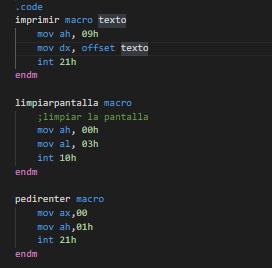 .code
imprimir macro texto
mov ah, 09h
mov dx, offset texto
int 21h
endm
limpiarpantalla macro
;limpiar la pantalla
mov ah, 00h
mov al, 03h
int 10h
endm
pedirenter macro
mov ax,00
mov ah,01h
int 21h
endm